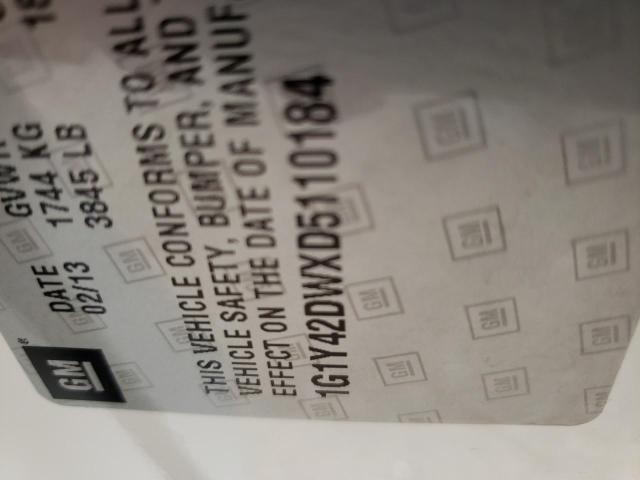 GM
DATE GVWR
02/13 1744 KG
3845 LB
THIS VEHICLE CONFORMS TO ALL
VEHICLE SAFETY, BUMPER, AND
EFFECT ON THE DATE OF MANUF
1G1Y42DWXD5110184